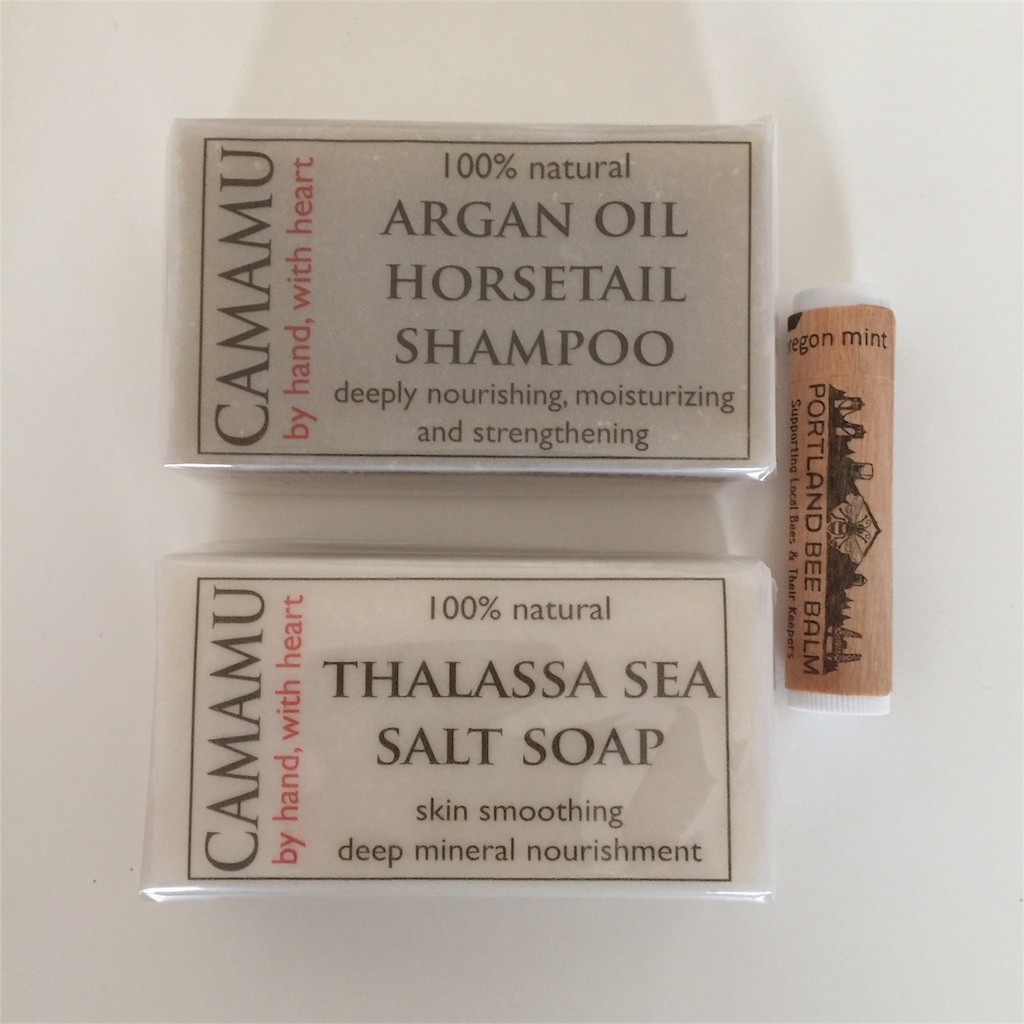 CAMAMU
by hand, with heart
100% natural
ARGAN OIL
HORSETAIL
SHAMPOO
deeply nourishing, moisturizing
and strengthening
regon mint
PORTLAND BEE BALM
Supporting Local Bees & Their Keepers
CAMAMU
by hand, with heart
100% natural
THALASSA SEA
SALT SOAP
skin smoothing
deep mineral nourishment